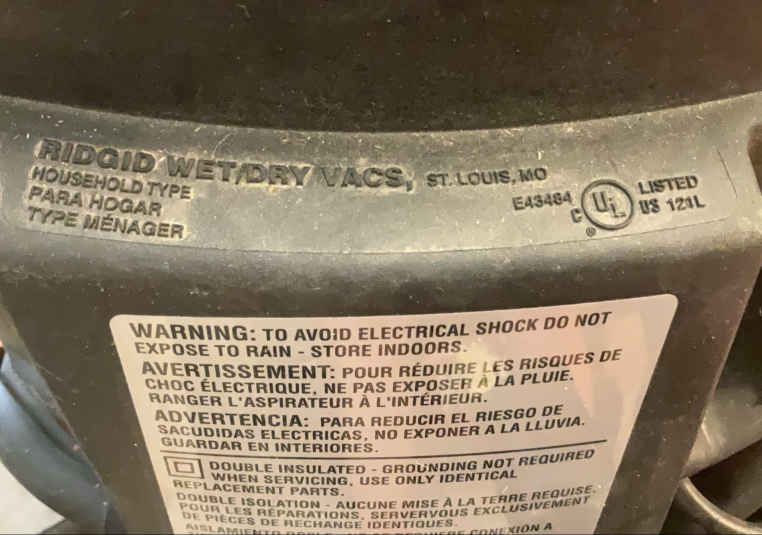 RIDGID WET/DRY VACS, ST. LOUIS, MO
HOUSEHOLD TYPE
PARA HOGAR
TYPE MÉNAGER
E43484
C UL US
®
LISTED
121L
WARNING: TO AVOID ELECTRICAL SHOCK DO NOT
EXPOSE TO RAIN - STORE INDOORS.
AVERTISSEMENT: POUR RÉDUIRE LES RISQUES DE
CHOC ÉLECTRIQUE, NE PAS EXPOSER À LA PLUIE.
RANGER L'ASPIRATEUR À L'INTÉRIEUR.
ADVERTENCIA: PARA REDUCIR EL RIESGO DE
SACUDIDAS ELECTRICAS, NO EXPONER A LA LLUVIA.
GUARDAR EN INTERIORES.
DOUBLE INSULATED - GROUNDING NOT REQUIRED
WHEN SERVICING, USE ONLY IDENTICAL
REPLACEMENT PARTS.
DOUBLE ISOLATION - AUCUNE MISE À LA TERRE REQUISE.
POUR LES RÉPARATIONS, SERVERVOUS EXCLUSIVEMENT
DE PIÈCES DE RECHANGE IDENTIQUES.
CONEXIÓN A